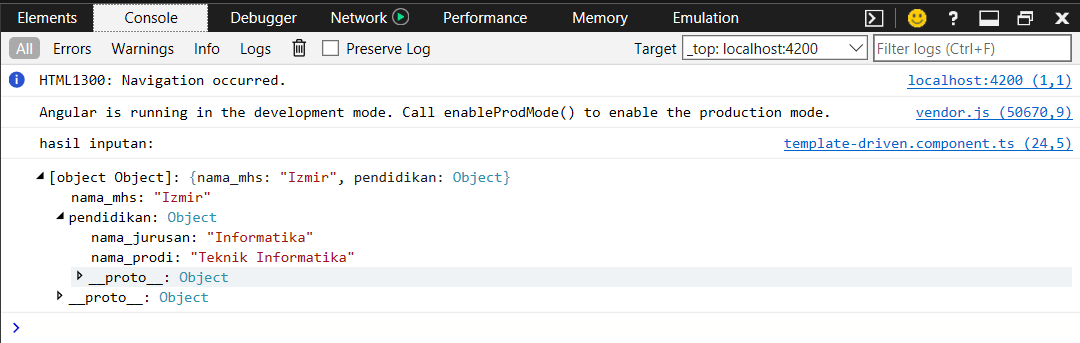 Elements Console Debugger Network Performance Memory Emulation ?
All Errors Warnings Info Logs Preserve Log Target _top: localhost:4200 Filter logs (Ctrl+F)
HTML1300: Navigation occurred. localhost:4200 (1,1)
Angular is running in the development mode. Call enableProdMode() to enable the production mode. vendor.js (50670,9)
hasil inputan: template-driven.component.ts (24,5)
[object Object]: {nama_mhs: "Izmir", pendidikan: Object}
nama_mhs: "Izmir"
pendidikan: Object
nama_jurusan: "Informatika"
nama_prodi: "Teknik Informatika"
__proto__: Object
__proto__: Object